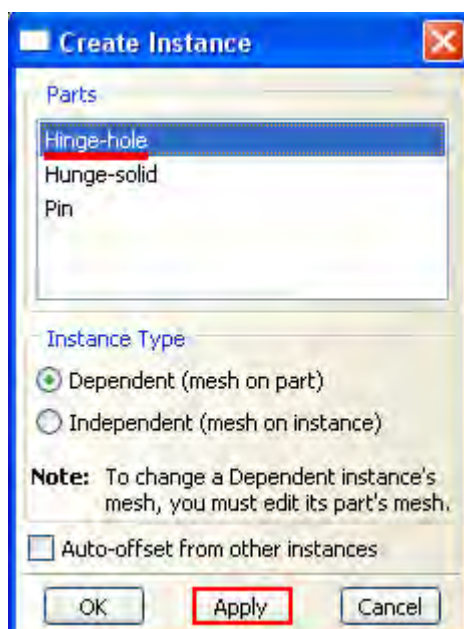 Create Instance
Parts
Hinge-hole
Hunge-solid
Pin
Instance Type
Dependent (mesh on part)
Independent (mesh on instance)
Note: To change a Dependent instance's
mesh, you must edit its part's mesh.
Auto-offset from other instances
OK Apply Cancel